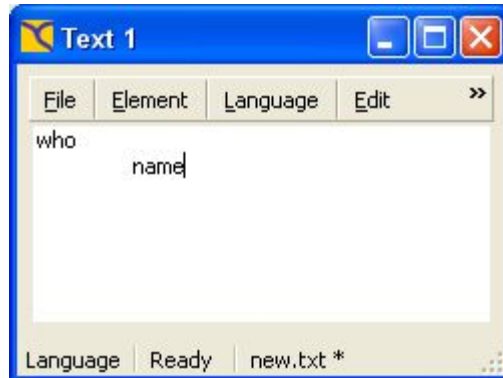 Text 1
File Element Language Edit »
who
name
Language Ready new.txt *